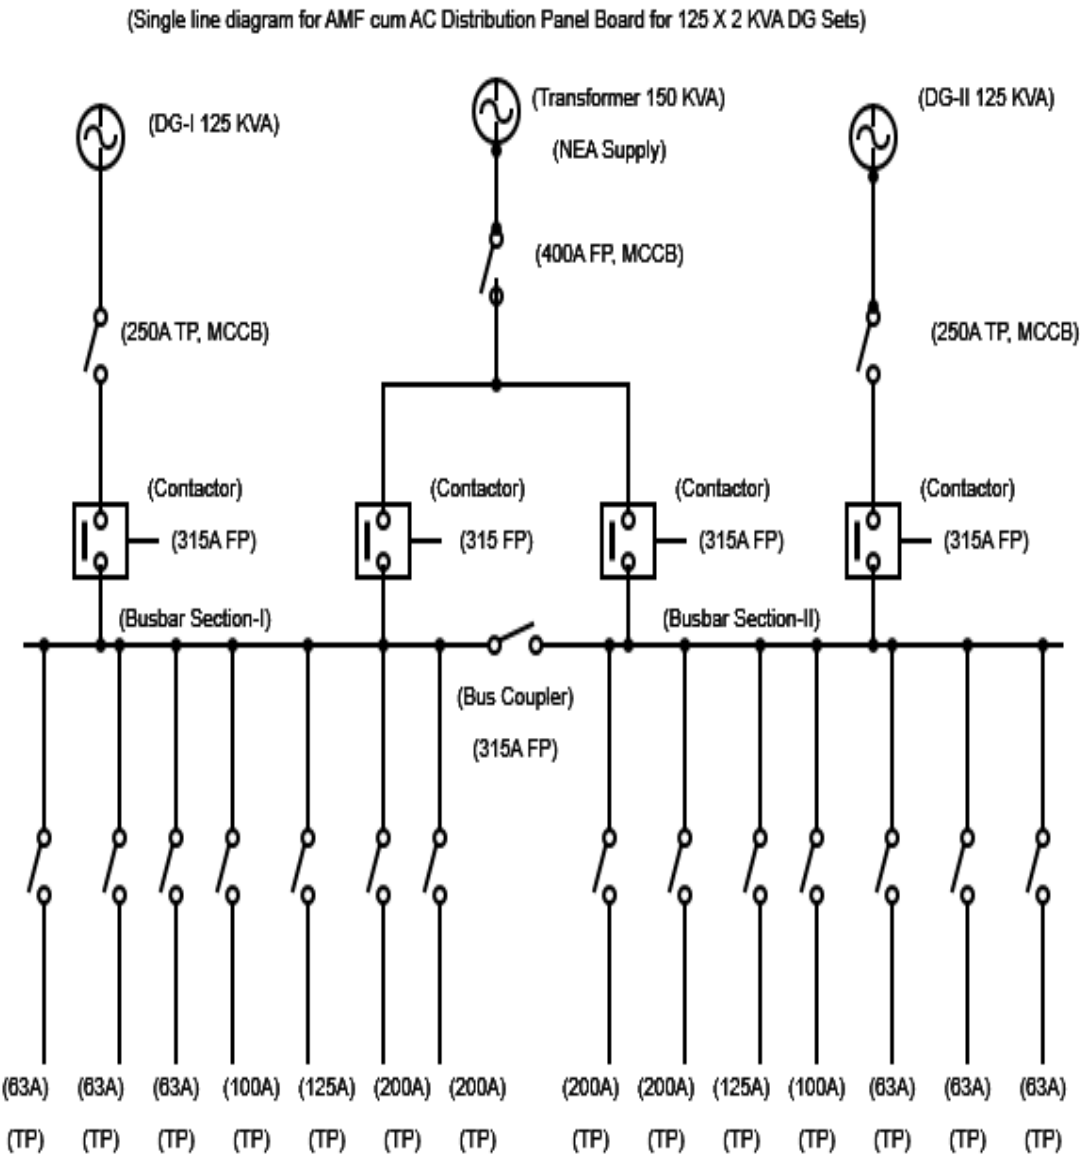 (Single line diagram for AMF cum AC Distribution Panel Board for 125 X 2 KVA DG Sets)
(DG-I 125 KVA)
(Transformer 150 KVA)
(DG-II 125 KVA)
(NEA Supply)
(400A FP, MCCB)
(250A TP, MCCB)
(250A TP, MCCB)
(Contactor) (Contactor) (Contactor) (Contactor)
(315A FP) (315 FP) (315A FP) (315A FP)
(Busbar Section-I) (Busbar Section-II)
(Bus Coupler)
(315A FP)
(63A) (63A) (63A) (100A) (125A) (200A) (200A) (200A) (200A) (125A) (100A) (63A) (63A) (63A)
(TP) (TP) (TP) (TP) (TP) (TP) (TP) (TP) (TP) (TP) (TP) (TP) (TP) (TP)